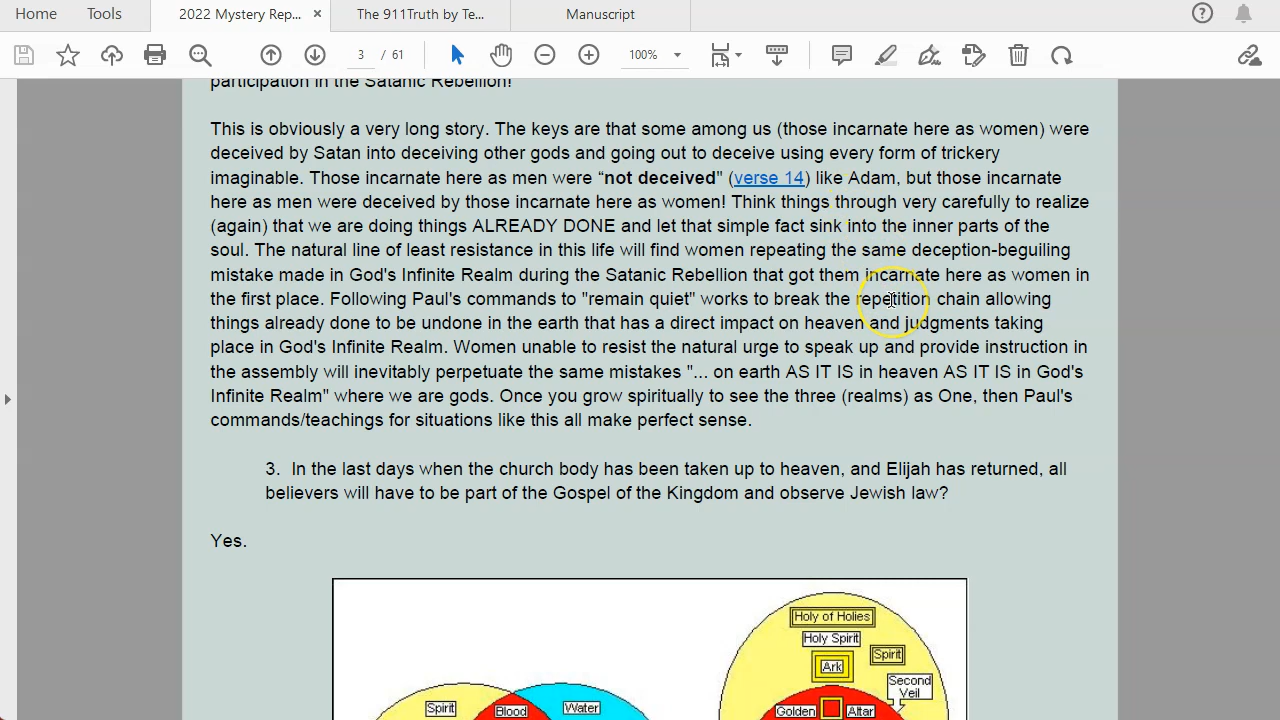 Home
Tools
2022 Mystery Rep...
×
The 911Truth by Te...
Manuscript
3
/ 61
100%
participation in the Satanic Rebellion!
This is obviously a very long story. The keys are that some among us (those incarnate here as women) were
deceived by Satan into deceiving other gods and going out to deceive using every form of trickery
imaginable. Those incarnate here as men were “not deceived" (verse 14) like Adam, but those incarnate
here as men were deceived by those incarnate here as women! Think things through very carefully to realize
(again) that we are doing things ALREADY DONE and let that simple fact sink into the inner parts of the
soul. The natural line of least resistance in this life will find women repeating the same deception-beguiling
mistake made in God's Infinite Realm during the Satanic Rebellion that got them incarnate here as women in
the first place. Following Paul's commands to "remain quiet" works to break the repetition chain allowing
things already done to be undone in the earth that has a direct impact on heaven and judgments taking
place in God's Infinite Realm. Women unable to resist the natural urge to speak up and provide instruction in
the assembly will inevitably perpetuate the same mistakes "... on earth AS IT IS in heaven AS IT IS in God's
Infinite Realm" where we are gods. Once you grow spiritually to see the three (realms) as One, then Paul's
commands/teachings for situations like this all make perfect sense.
3. In the last days when the church body has been taken up to heaven, and Elijah has returned, all
believers will have to be part of the Gospel of the Kingdom and observe Jewish law?
Yes.
Holy of Holies
Holy Spirit
Spirit
Ark
Second
Veil
Spirit
Blood
Water
Golden
Altar